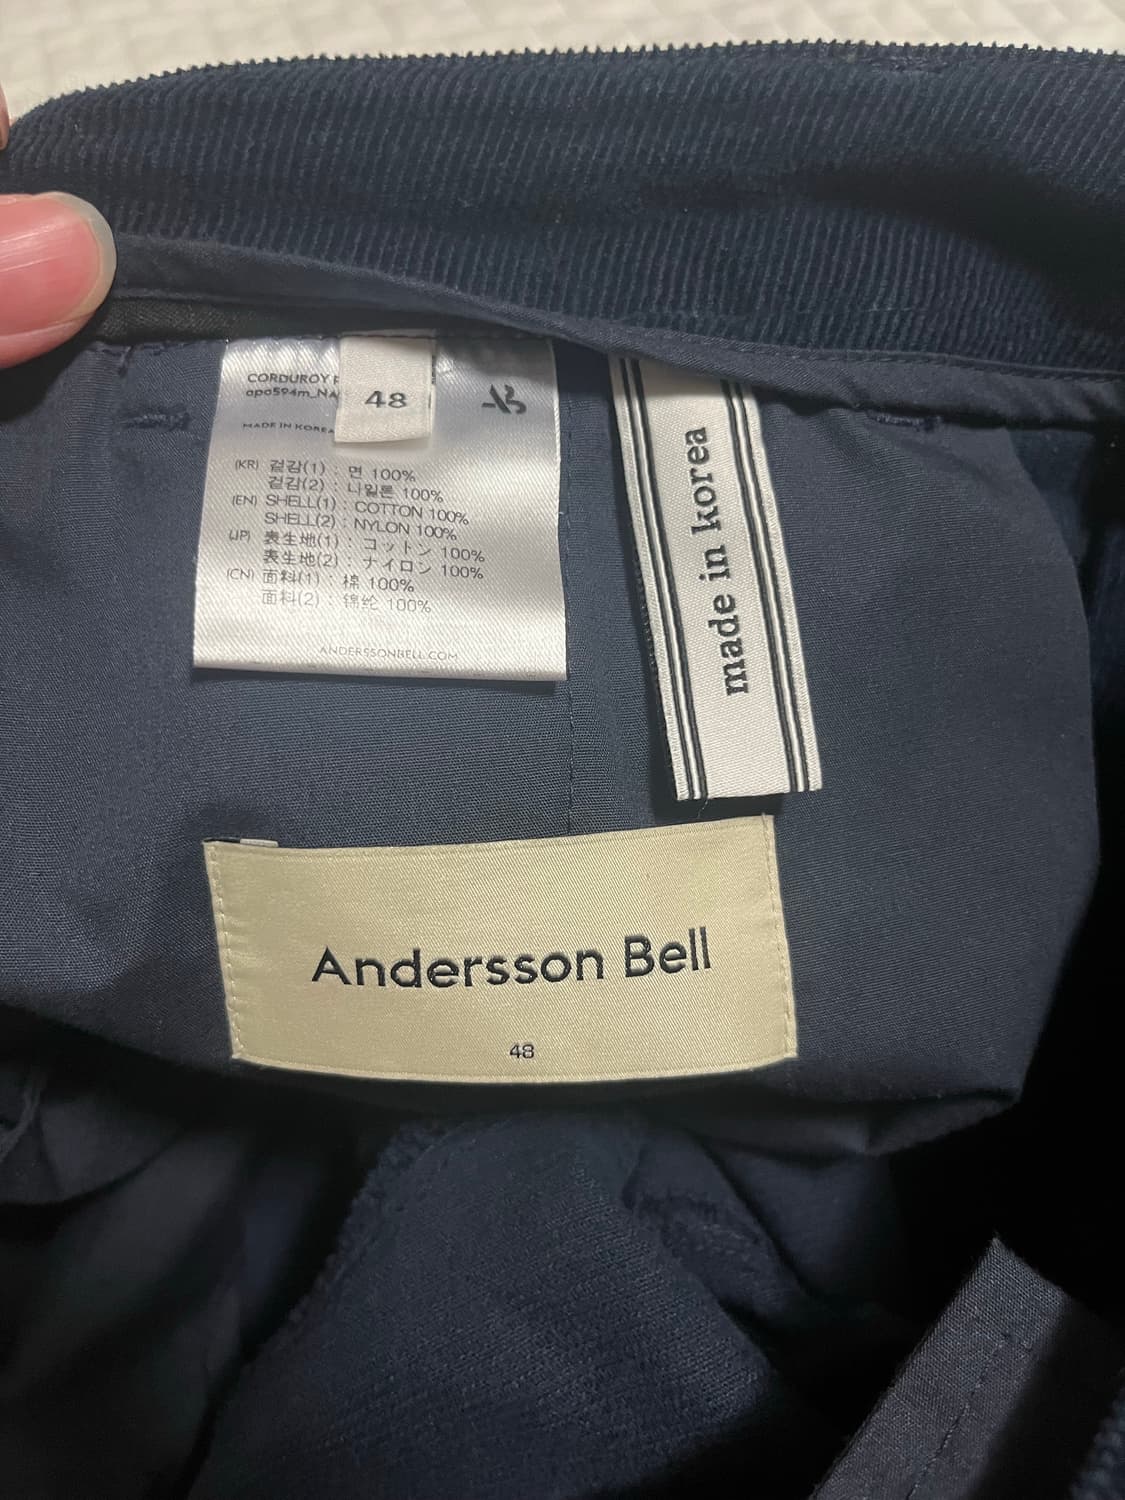 CORDUROY
apa594m_NA
48
MADE IN KOREA
(KR) 겉감(1) : 면 100%
겉감(2) : 나일론 100%
(EN) SHELL(1) : COTTON 100%
SHELL(2) : NYLON 100%
(JP) 表生地(1) : コットン 100%
表生地(2) : ナイロン 100%
(CN) 面料(1) : 棉 100%
面料(2) : 锦纶 100%
ANDERSSONBELL.COM
made in korea
Andersson Bell
48